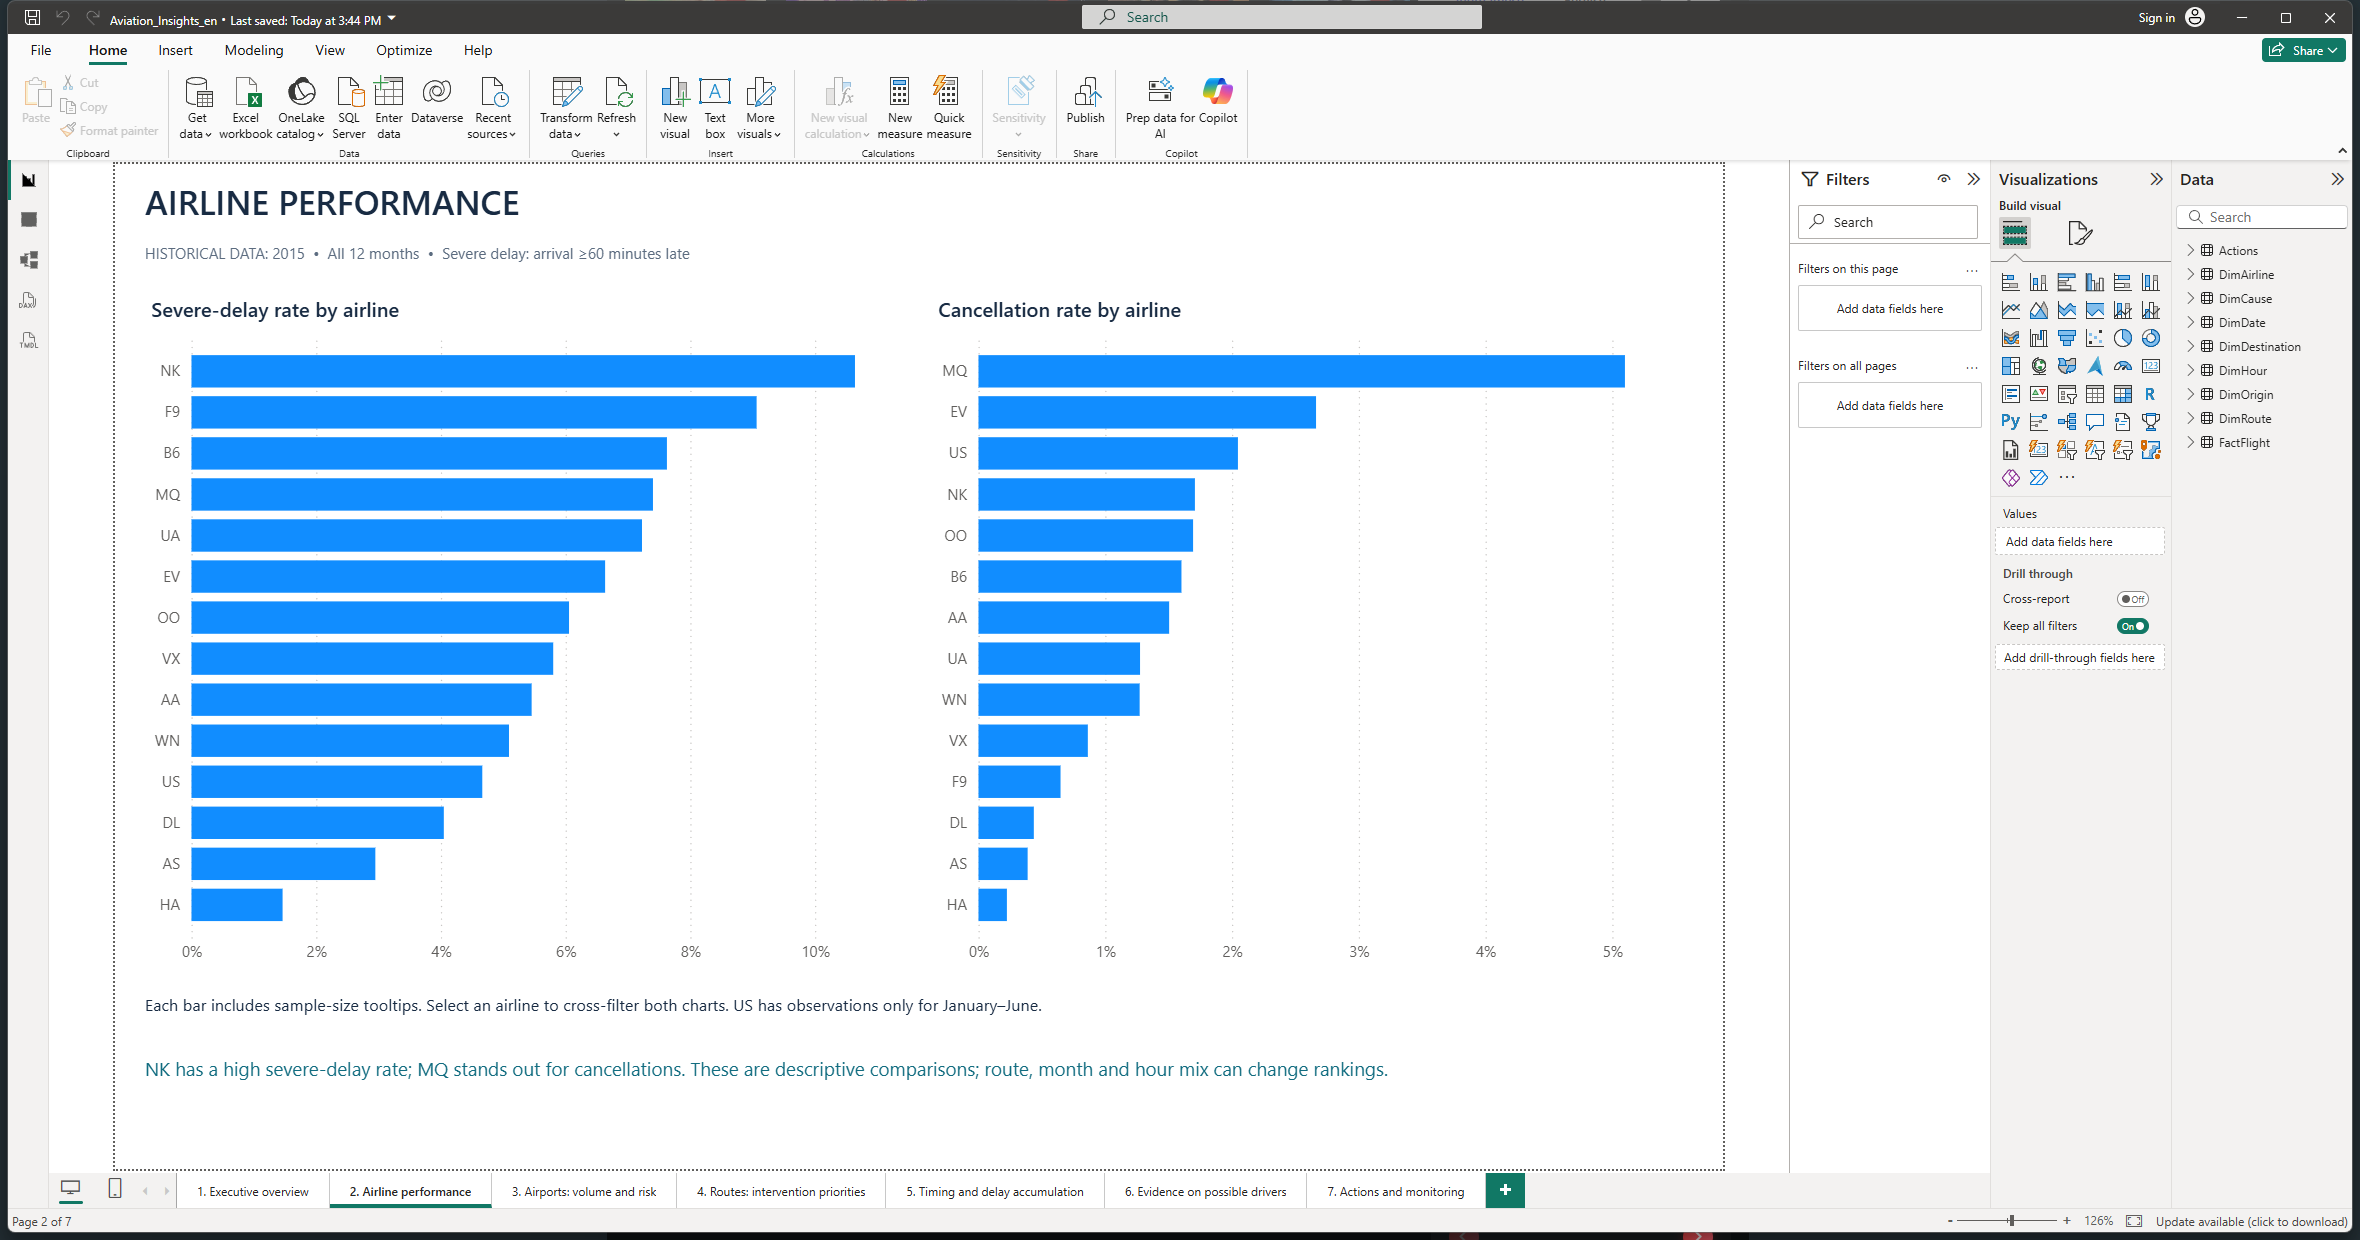 Aviation_Insights_en • Last saved: Today at 3:44 PM
Search
Sign in
File Home Insert Modeling View Optimize Help
Share
Paste
Cut
Copy
Format painter
Clipboard
Get data
Excel workbook
OneLake catalog
SQL Server
Enter data
Dataverse
Recent sources
Data
Transform data
Refresh
Queries
New visual
Text box
More visuals
Insert
New visual calculation
New measure
Quick measure
Calculations
Sensitivity
Sensitivity
Publish
Share
Prep data for AI
Copilot
Copilot
DAX
TMDL
AIRLINE PERFORMANCE
HISTORICAL DATA: 2015 • All 12 months • Severe delay: arrival ≥60 minutes late
Severe-delay rate by airline
NK
F9
B6
MQ
UA
EV
OO
VX
AA
WN
US
DL
AS
HA
0% 2% 4% 6% 8% 10%
Cancellation rate by airline
MQ
EV
US
NK
OO
B6
AA
UA
WN
VX
F9
DL
AS
HA
0% 1% 2% 3% 4% 5%
Each bar includes sample-size tooltips. Select an airline to cross-filter both charts. US has observations only for January–June.
NK has a high severe-delay rate; MQ stands out for cancellations. These are descriptive comparisons; route, month and hour mix can change rankings.
Filters
Search
Filters on this page ...
Add data fields here
Filters on all pages ...
Add data fields here
Visualizations
Build visual
123
R
Py
123
...
Values
Add data fields here
Drill through
Cross-report Off
Keep all filters On
Add drill-through fields here
Data
Search
Actions
DimAirline
DimCause
DimDate
DimDestination
DimHour
DimOrigin
DimRoute
FactFlight
1. Executive overview
2. Airline performance
3. Airports: volume and risk
4. Routes: intervention priorities
5. Timing and delay accumulation
6. Evidence on possible drivers
7. Actions and monitoring
+
Page 2 of 7
- + 126%
Update available (click to download)